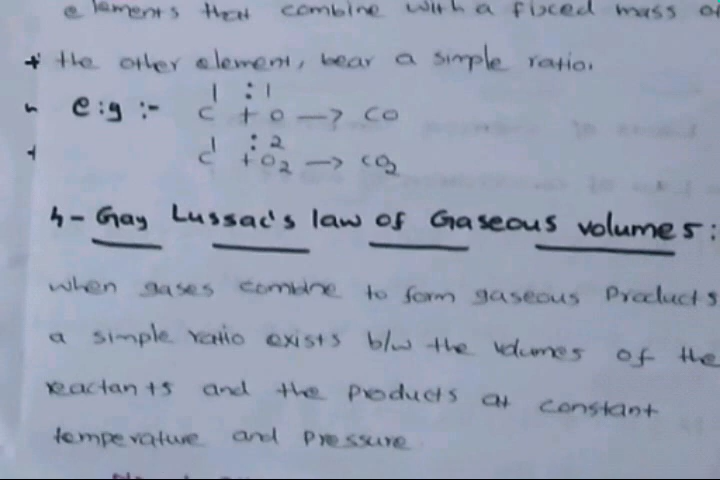 elements that combine with a fixed mass of
the other element, bear a simple ratio.
e:g :-
1 : 1
C + O → CO
1 : 2
C + O2 → CO2
4- Gay Lussac's law of Gaseous volumes:
when gases combine to form gaseous Products
a simple ratio exists b/w the volumes of the
reactants and the Products at constant
temperature and Pressure